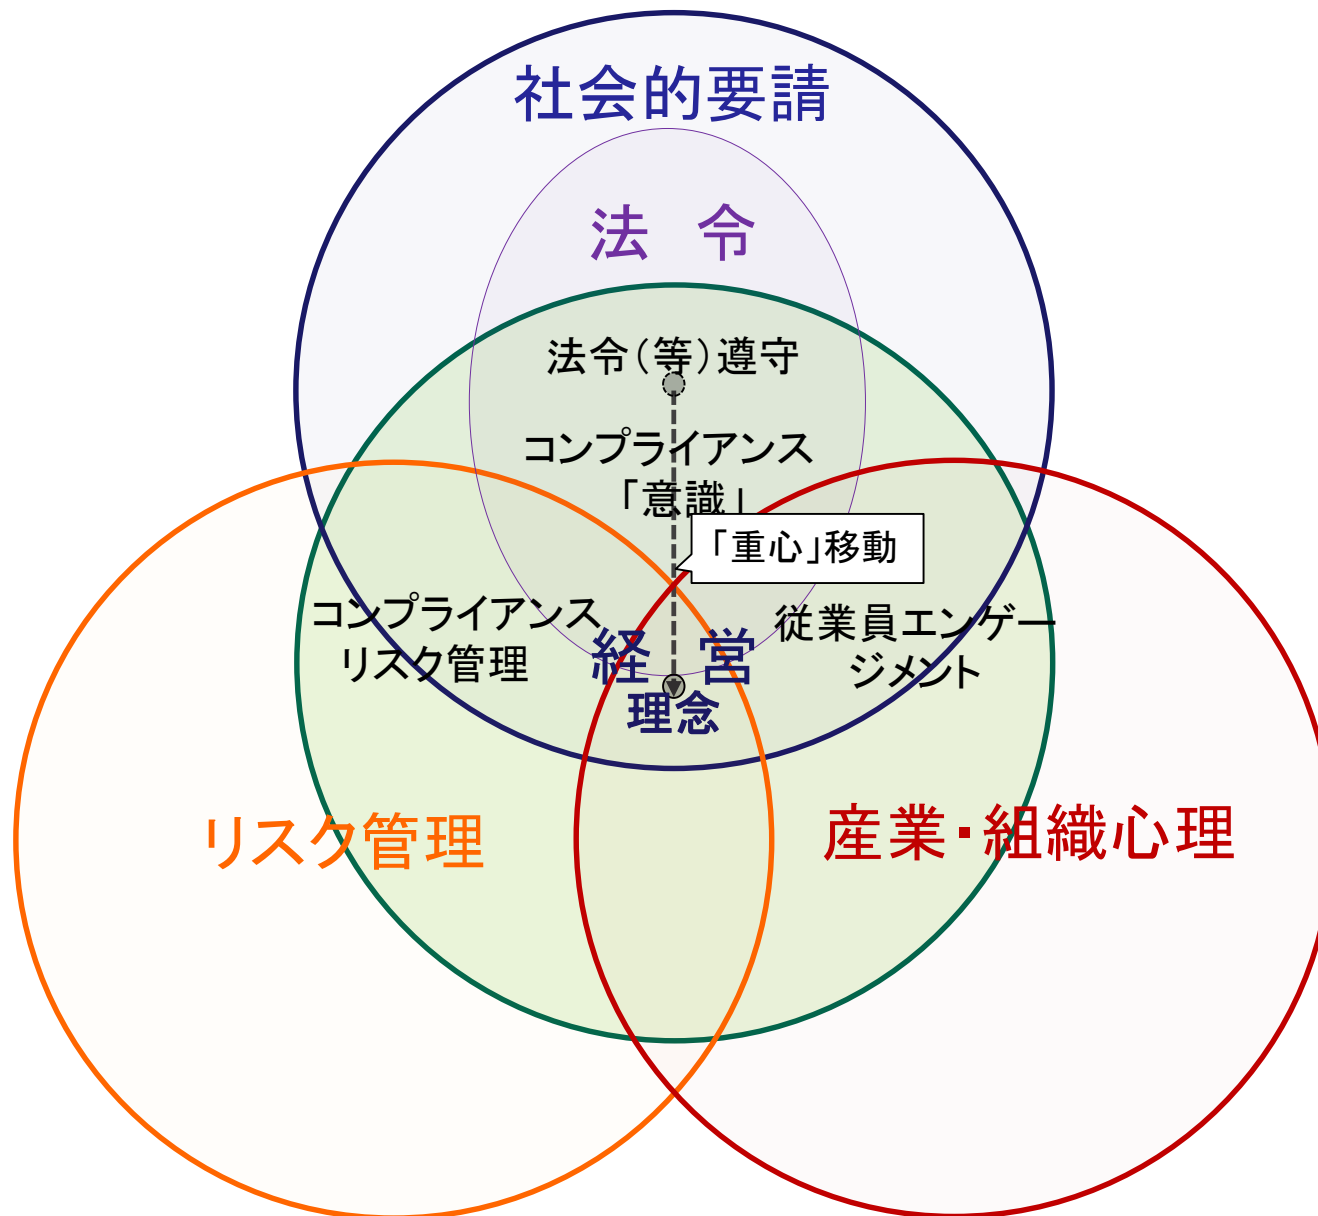 社会的要請
法　令
法令（等）遵守
コンプライアンス
「意識」
「重心」移動
コンプライアンス
リスク管理
経　営
理念
従業員エンゲー
ジメント
リスク管理
産業・組織心理